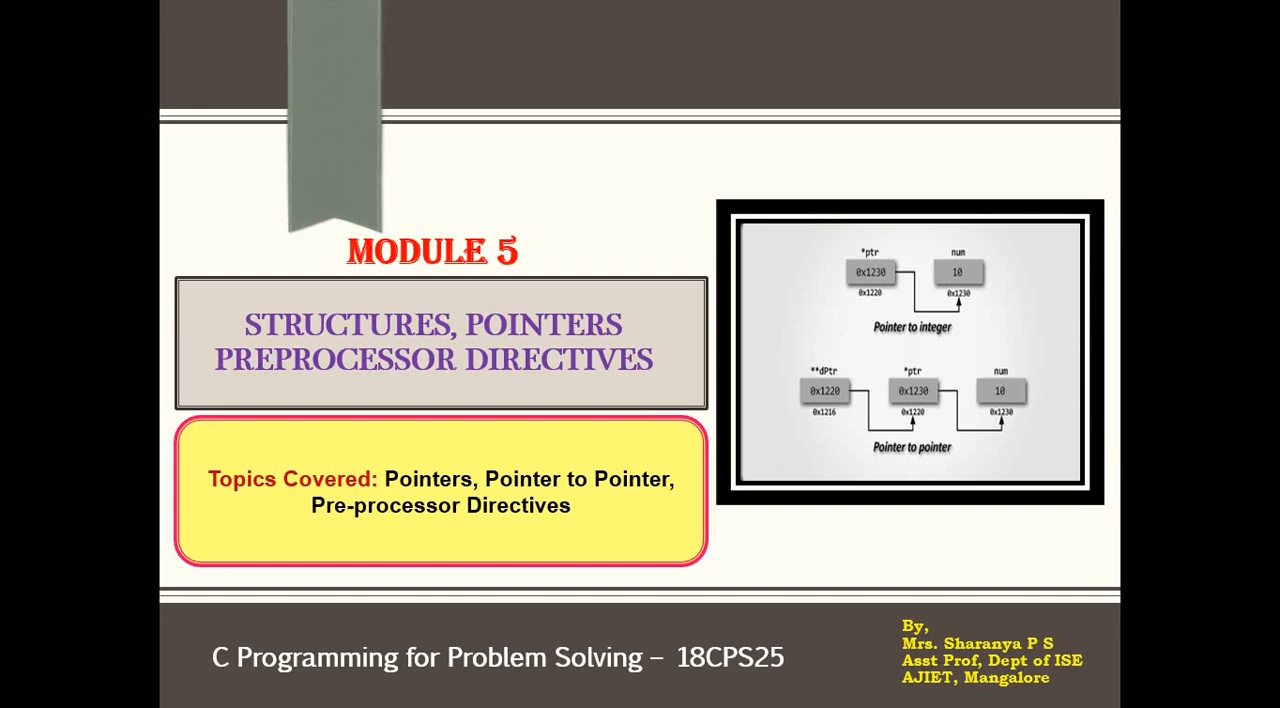 MODULE 5
STRUCTURES, POINTERS
PREPROCESSOR DIRECTIVES
Topics Covered: Pointers, Pointer to Pointer,
Pre-processor Directives
*ptr num
0x1230 10
0x1220 0x1230
Pointer to integer
**dPtr *ptr num
0x1220 0x1230 10
0x1216 0x1220 0x1230
Pointer to pointer
C Programming for Problem Solving – 18CPS25
By,
Mrs. Sharanya P S
Asst Prof, Dept of ISE
AJIET, Mangalore